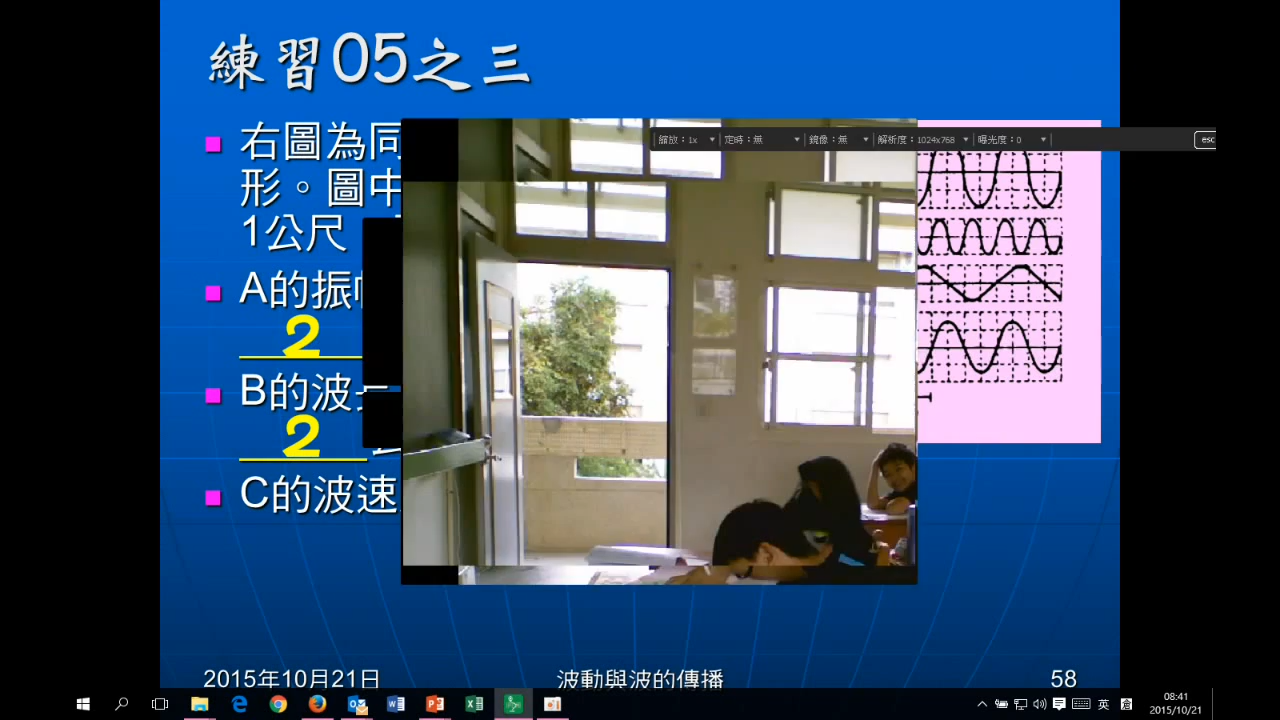 練習05之三
右圖為同
形。圖中
1公尺
A的振
2
B的波
2
C的波速
縮放：1x
定時：無
鏡像：無
解析度：1024x768
曝光度：0
esc
2015年10月21日
波動與波的傳播
58
英
08:41
2015/10/21